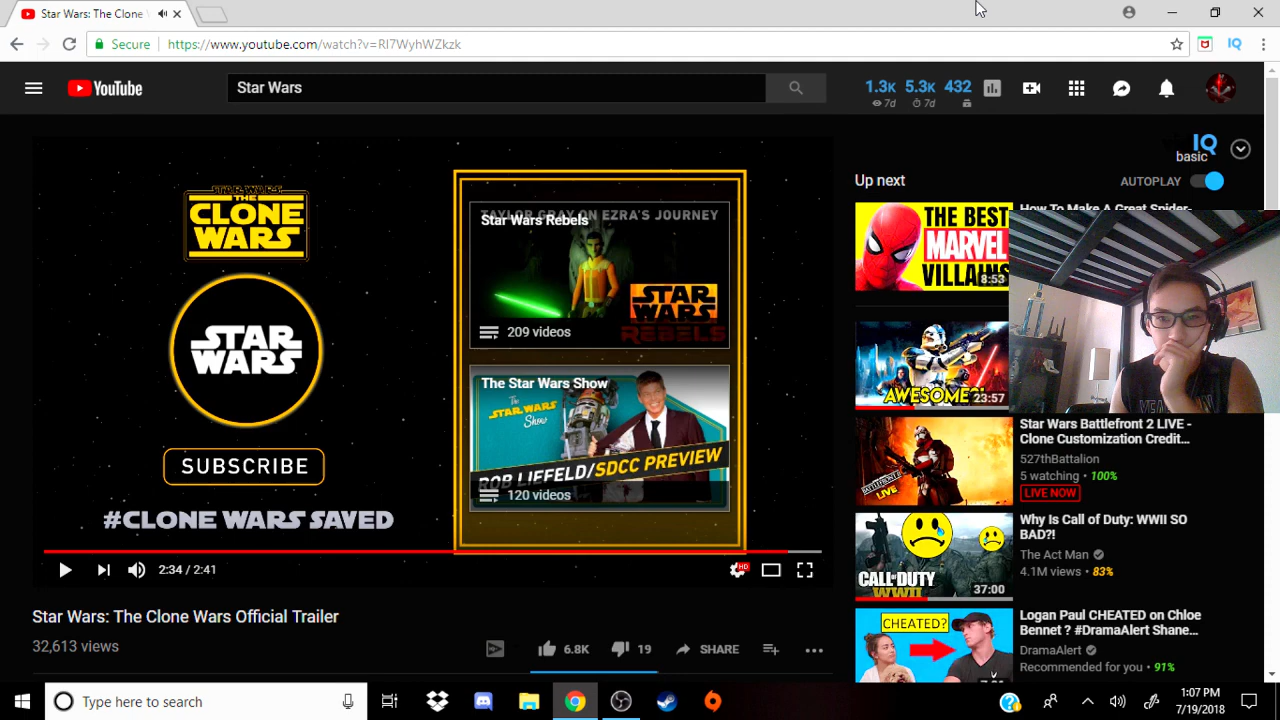 Star Wars: The Clone
Secure
https://www.youtube.com/watch?v=RI7WyhWZkzk
IQ
YouTube
Star Wars
1.3K 5.3K 432
7d 7d
IQ
basic
STAR WARS
THE
CLONE
WARS
STAR
WARS
SUBSCRIBE
#CLONE WARS SAVED
TAYLOR GRAY ON EZRA'S JOURNEY
Star Wars Rebels
STAR
WARS
REBELS
209 videos
The Star Wars Show
THE
STAR WARS
Show
ROB LIEFELD/SDCC PREVIEW
120 videos
2:34 / 2:41
HD
Star Wars: The Clone Wars Official Trailer
32,613 views
6.8K
19
SHARE
Up next
AUTOPLAY
THE BEST
MARVEL
VILLAINS
8:53
How To Make A Great Spider-
AWESOME!
23:57
BATTLEFRONT
LIVE
Star Wars Battlefront 2 LIVE -
Clone Customization Credit...
527thBattalion
5 watching • 100%
LIVE NOW
CALL OF DUTY
WWII
37:00
Why Is Call of Duty: WWII SO
BAD?!
The Act Man
4.1M views • 83%
CHEATED?
Logan Paul CHEATED on Chloe
Bennet ? #DramaAlert Shane...
DramaAlert
Recommended for you • 91%
Type here to search
1:07 PM
7/19/2018